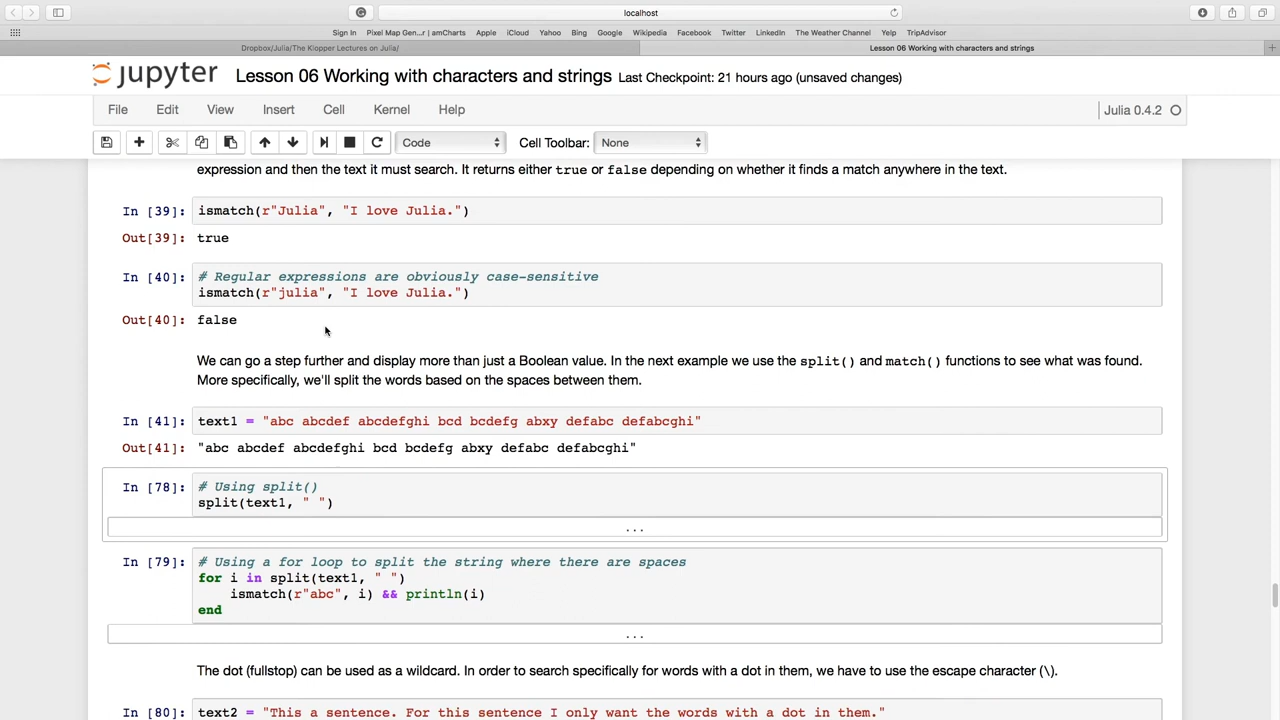 localhost
Sign In Pixel Map Gen...r | amCharts Apple iCloud Yahoo Bing Google Wikipedia Facebook Twitter LinkedIn The Weather Channel Yelp TripAdvisor
Dropbox/Julia/The Klopper Lectures on Julia/ Lesson 06 Working with characters and strings
jupyter Lesson 06 Working with characters and strings Last Checkpoint: 21 hours ago (unsaved changes)
File Edit View Insert Cell Kernel Help Julia 0.4.2
Code Cell Toolbar: None
expression and then the text it must search. It returns either true or false depending on whether it finds a match anywhere in the text.
In [39]: ismatch(r"Julia", "I love Julia.")
Out[39]: true
In [40]: # Regular expressions are obviously case-sensitive
ismatch(r"julia", "I love Julia.")
Out[40]: false
We can go a step further and display more than just a Boolean value. In the next example we use the split() and match() functions to see what was found.
More specifically, we'll split the words based on the spaces between them.
In [41]: text1 = "abc abcdef abcdefghi bcd bcdefg abxy defabc defabcghi"
Out[41]: "abc abcdef abcdefghi bcd bcdefg abxy defabc defabcghi"
In [78]: # Using split()
split(text1, " ")
...
In [79]: # Using a for loop to split the string where there are spaces
for i in split(text1, " ")
ismatch(r"abc", i) && println(i)
end
...
The dot (fullstop) can be used as a wildcard. In order to search specifically for words with a dot in them, we have to use the escape character (\).
In [80]: text2 = "This a sentence. For this sentence I only want the words with a dot in them."